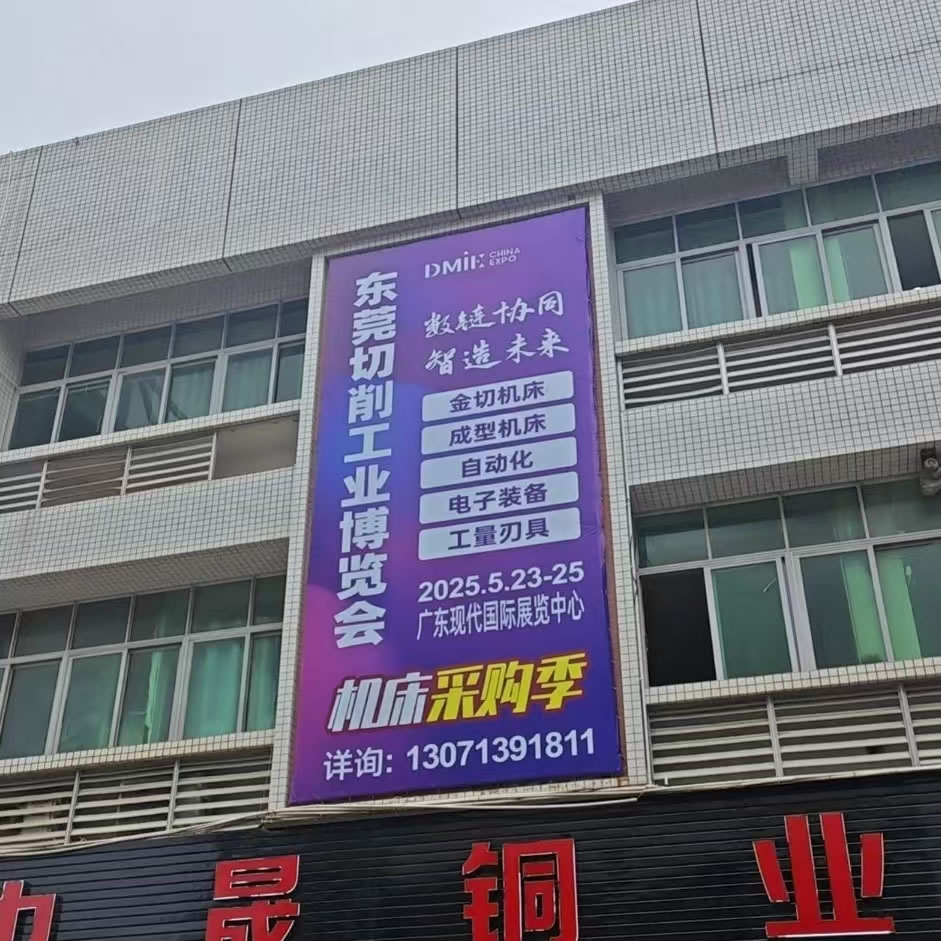 DMiE CHINA EXPO
东莞切削工业博览会
数链协同
智造未来
金切机床
成型机床
自动化
电子装备
工量刃具
2025.5.23-25
广东现代国际展览中心
机床采购季
详询: 13071391811
晟铜业